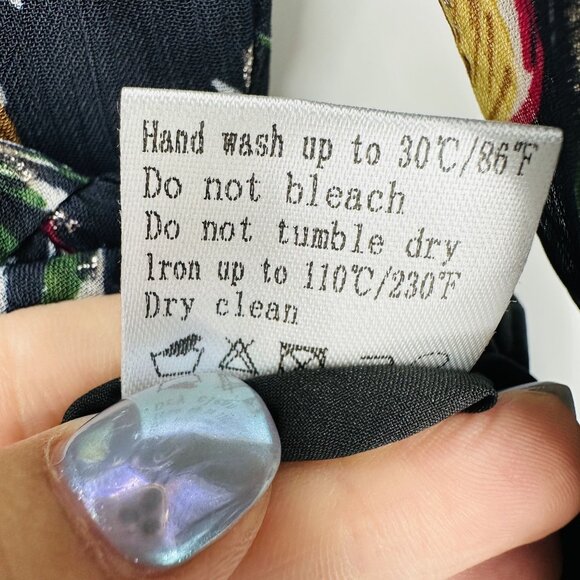 Hand wash up to 30℃/86℉
Do not bleach
Do not tumble dry
Iron up to 110℃/230℉
Dry clean